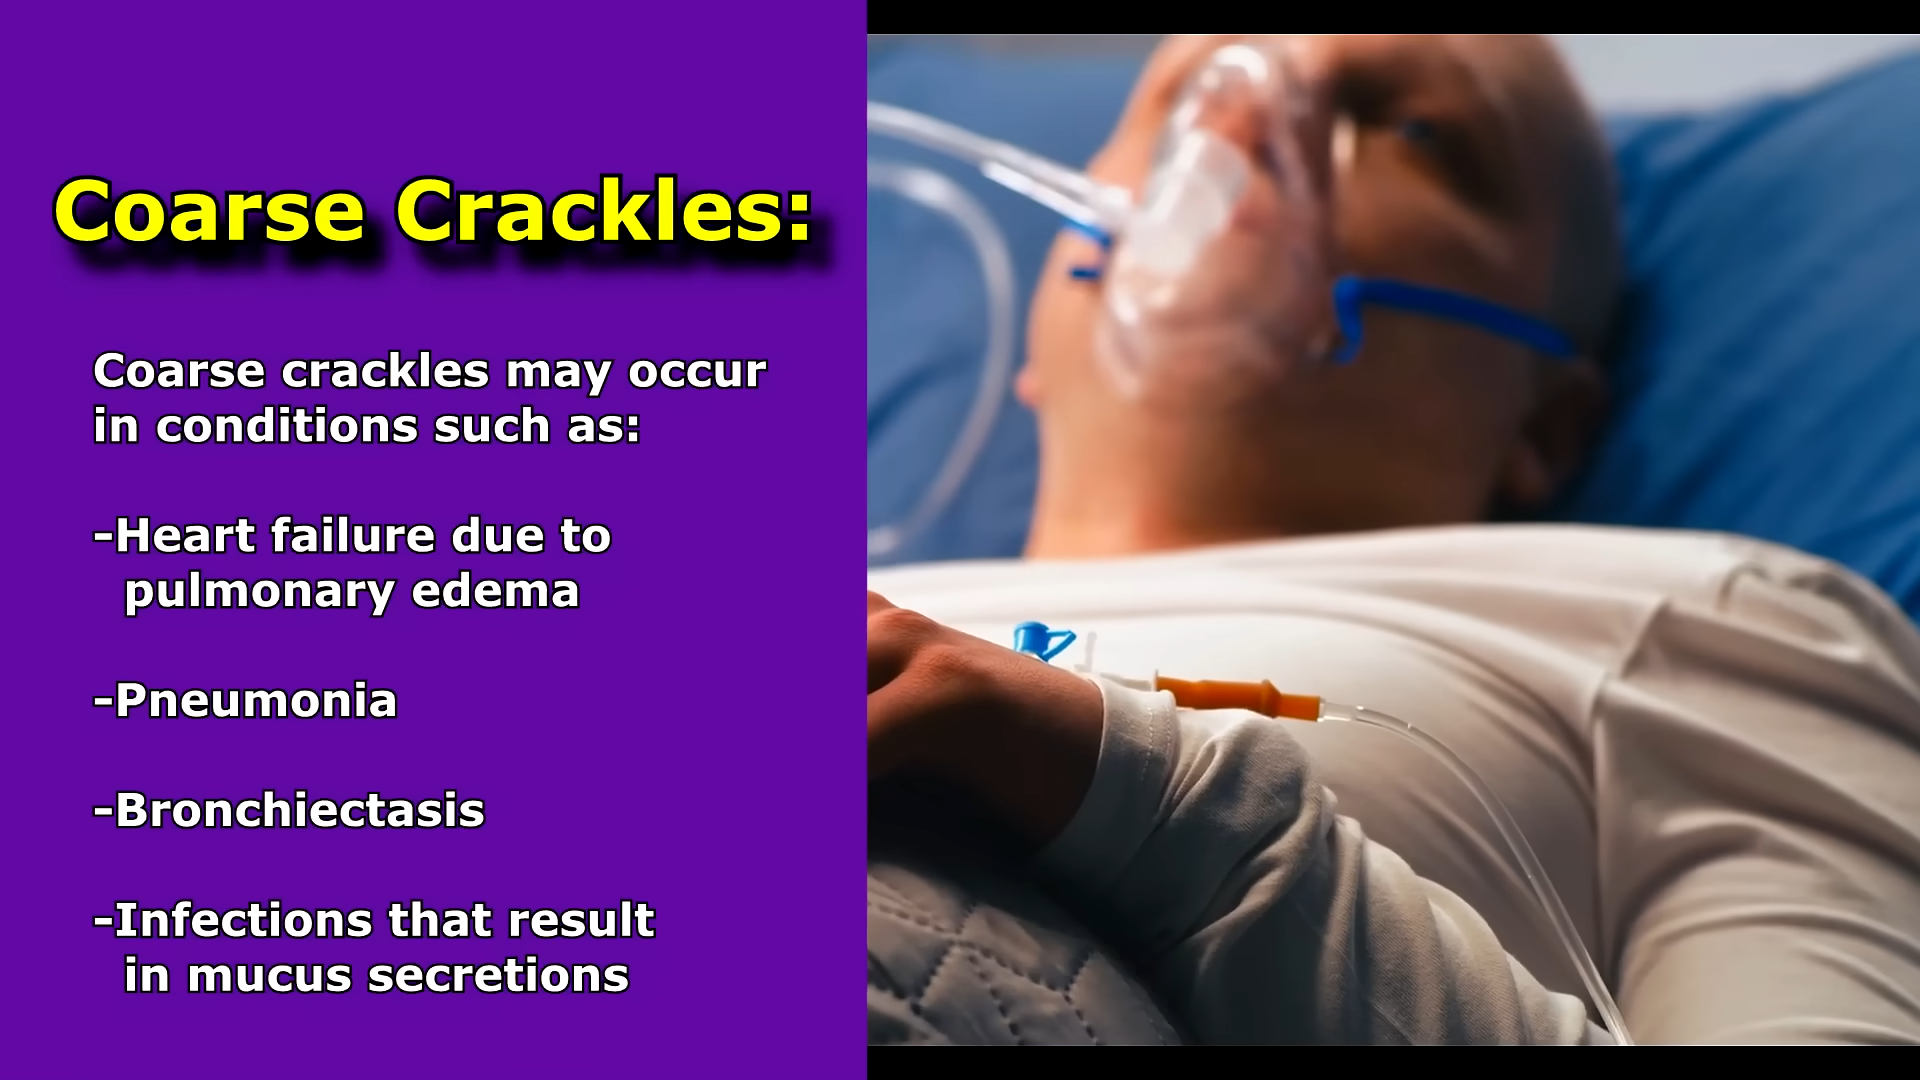 Coarse Crackles:
Coarse crackles may occur
in conditions such as:
-Heart failure due to
pulmonary edema
-Pneumonia
-Bronchiectasis
-Infections that result
in mucus secretions